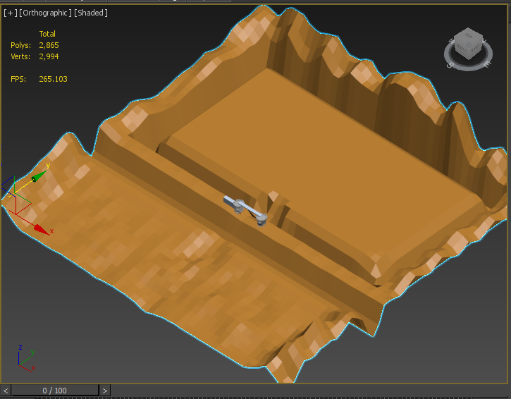 [+] [Orthographic] [Shaded]
Total
Polys: 2,865
Verts: 2,994
FPS: 265.103
y
x
z
x
< 0 / 100 >